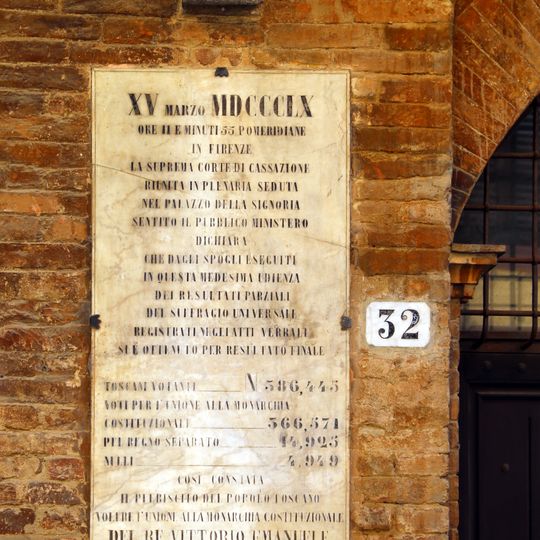 XV MARZO MDCCCLX
ORE 11 E MINUTI 55 POMERIDIANE
IN FIRENZE
LA SUPREMA CORTE DI CASSAZIONE
RIUNITA IN PLENARIA SEDUTA
NEL PALAZZO DELLA SIGNORIA
SENTITO IL PUBBLICO MINISTERO
DICHIARA
CHE DAGLI SPOGLI ESEGUITI
IN QUESTA MEDESIMA UDIENZA
DEI RESULTATI PARZIALI
DEL SUFFRAGIO UNIVERSALE
REGISTRATI NEGLI ATTI VERBALI
SI È OTTENUTO PER RESULTATO FINALE
TOSCANI VOTANTI N 386,445
VOTI PER L'UNIONE ALLA MONARCHIA
COSTITUZIONALE 366,571
PEL REGNO SEPARATO 14,925
NULLI 4,949
COSÌ CONSTATA
IL PLEBISCITO DEL POPOLO TOSCANO
VOLERE L'UNIONE ALLA MONARCHIA COSTITUZIONALE
DEL RE VITTORIO EMANUELE
32